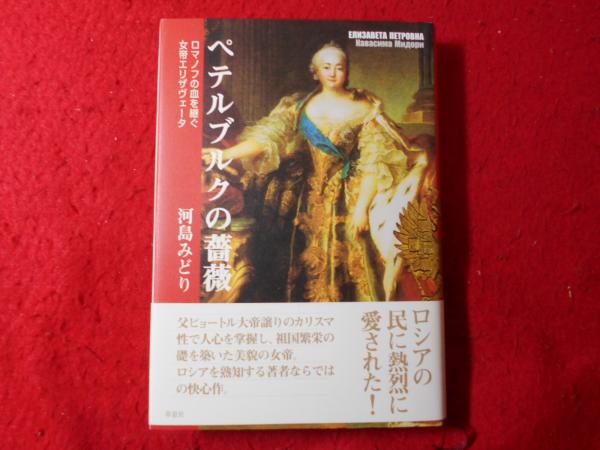 ЕЛИЗАВЕТА ПЕТРОВНА
Кавасима Мидори
ペテルブルクの薔薇
ロマノフの血を継ぐ
女帝エリザヴェータ
河島みどり
ロシアの
民に熱烈に
愛された!
父ピョートル大帝譲りのカリスマ
性で人心を掌握し、祖国繁栄の
礎を築いた美貌の女帝。
ロシアを熟知する著者ならでは
の快心作。
草思社